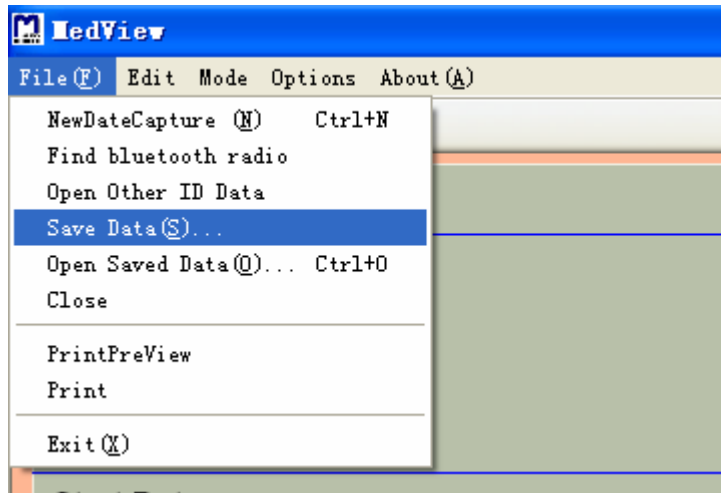 MedView
File(F) Edit Mode Options About(A)
NewDateCapture (N) Ctrl+N
Find bluetooth radio
Open Other ID Data
Save Data(S)...
Open Saved Data(O)... Ctrl+O
Close
PrintPreView
Print
Exit(X)